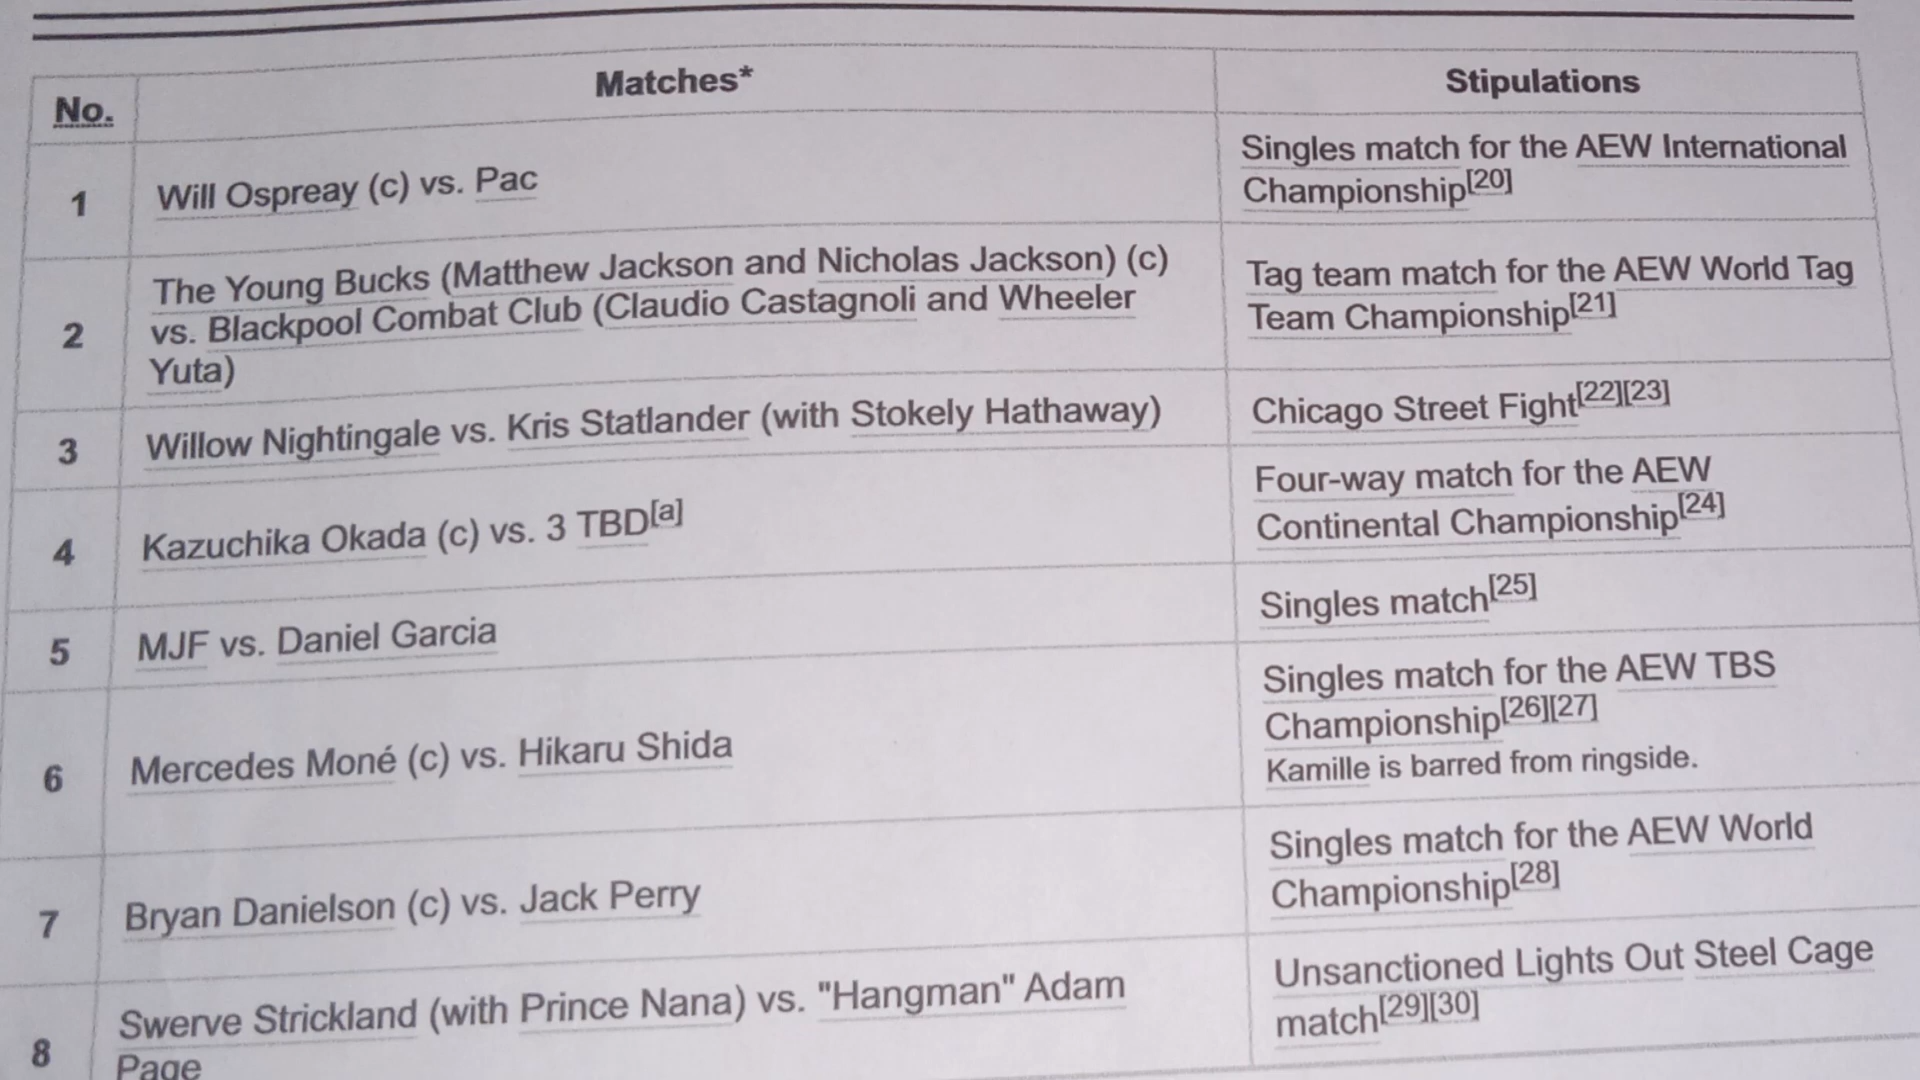 No. Matches* Stipulations
1 Will Ospreay (c) vs. Pac Singles match for the AEW International
Championship[20]
2 The Young Bucks (Matthew Jackson and Nicholas Jackson) (c) Tag team match for the AEW World Tag
vs. Blackpool Combat Club (Claudio Castagnoli and Wheeler Team Championship[21]
Yuta)
3 Willow Nightingale vs. Kris Statlander (with Stokely Hathaway) Chicago Street Fight[22][23]
4 Kazuchika Okada (c) vs. 3 TBD[a] Four-way match for the AEW
Continental Championship[24]
5 MJF vs. Daniel Garcia Singles match[25]
6 Mercedes Moné (c) vs. Hikaru Shida Singles match for the AEW TBS
Championship[26][27]
Kamille is barred from ringside.
7 Bryan Danielson (c) vs. Jack Perry Singles match for the AEW World
Championship[28]
8 Swerve Strickland (with Prince Nana) vs. "Hangman" Adam Unsanctioned Lights Out Steel Cage
Page match[29][30]